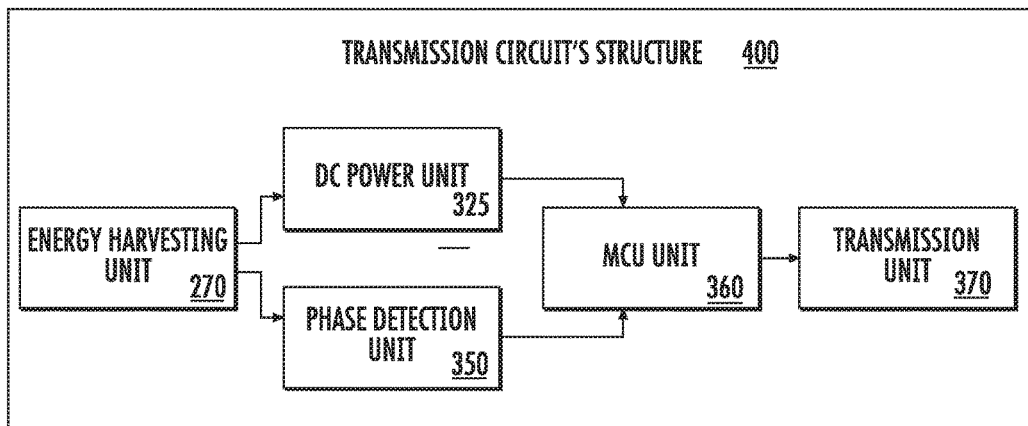 TRANSMISSION CIRCUIT'S STRUCTURE 400
DC POWER UNIT
325
ENERGY HARVESTING
UNIT
270
MCU UNIT
360
TRANSMISSION
UNIT
370
PHASE DETECTION
UNIT
350